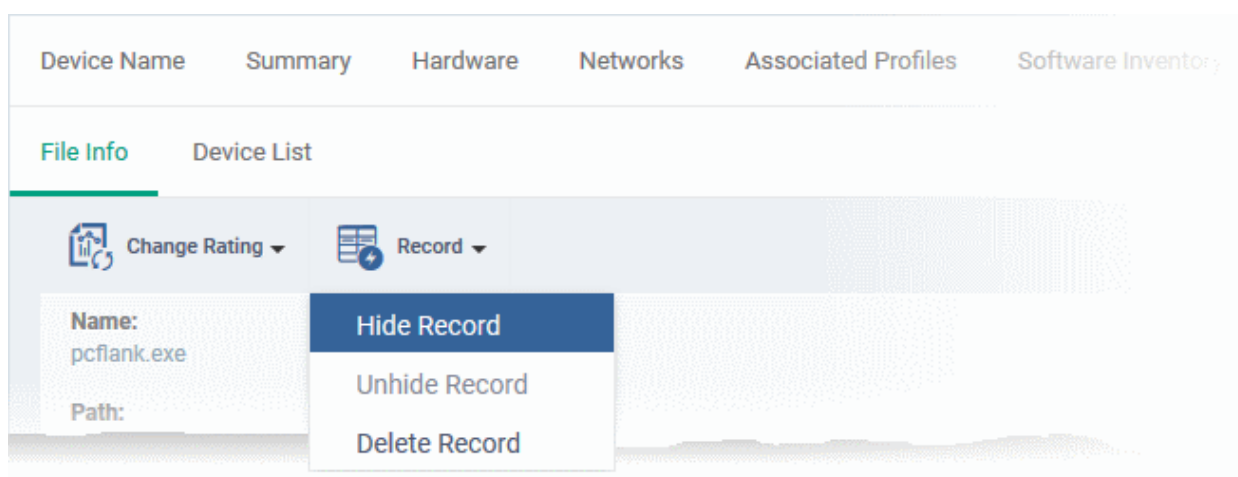 Device Name Summary Hardware Networks Associated Profiles Software Inventory
File Info Device List
Change Rating Record
Name:
pcflank.exe
Path:
Hide Record
Unhide Record
Delete Record